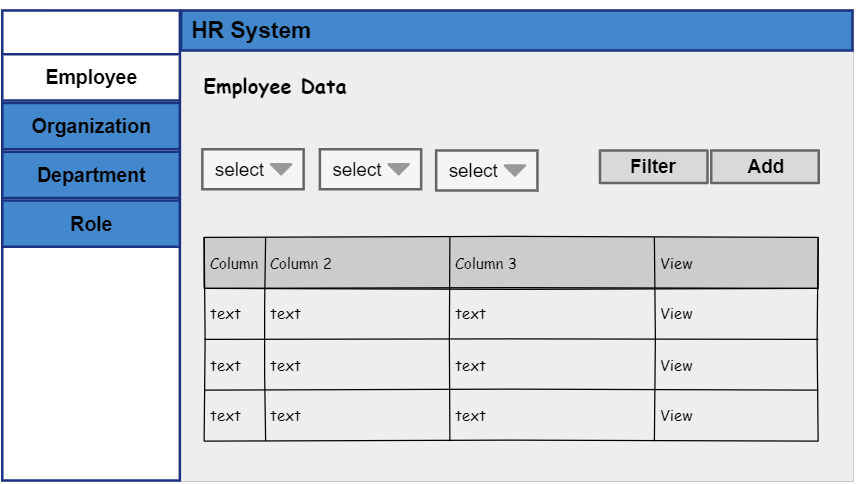 HR System
Employee
Organization
Department
Role
Employee Data
select select select Filter Add
Column Column 2 Column 3 View
text text text View
text text text View
text text text View